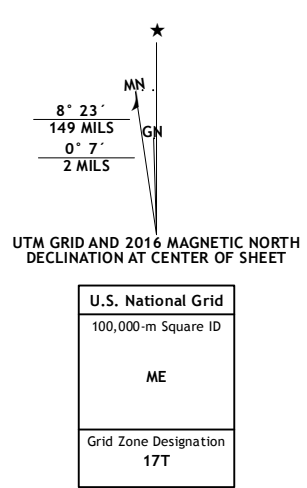 MN
8° 23´
149 MILS
GN
0° 7´
2 MILS
UTM GRID AND 2016 MAGNETIC NORTH
DECLINATION AT CENTER OF SHEET
U.S. National Grid
100,000-m Square ID
ME
Grid Zone Designation
17T